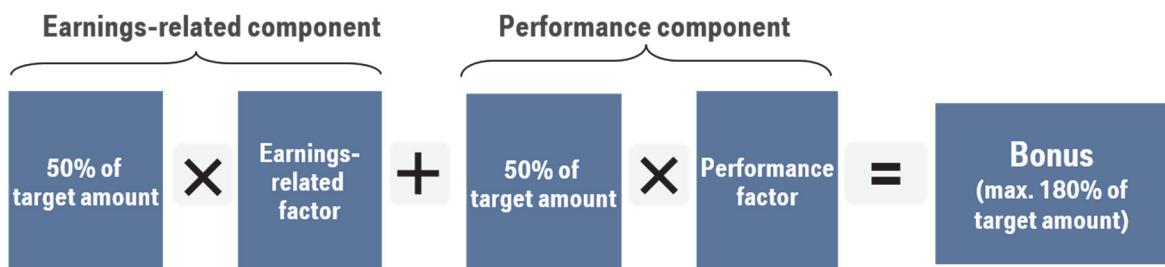 Earnings-related component
Performance component
50% of
target amount
×
Earnings-
related
factor
+
50% of
target amount
×
Performance
factor
=
Bonus
(max. 180% of
target amount)